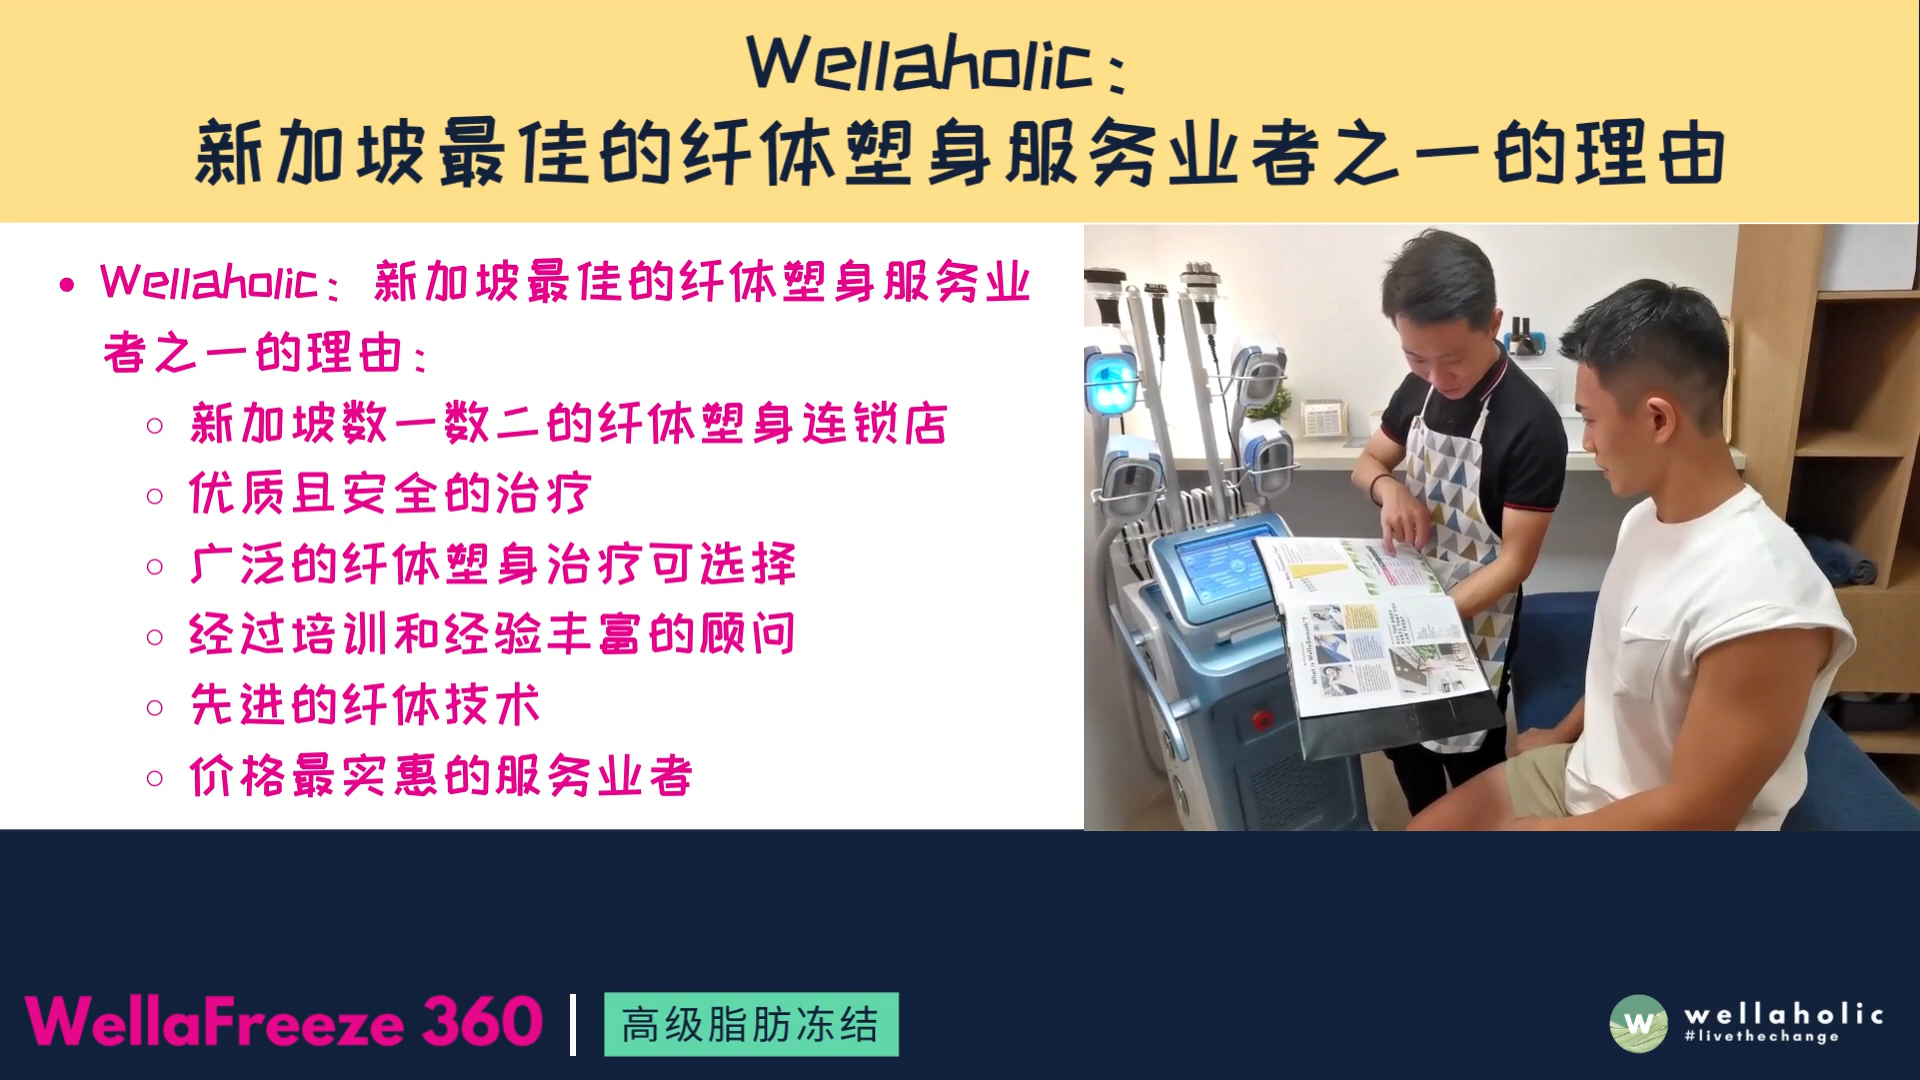 Wellaholic：
新加坡最佳的纤体塑身服务业者之一的理由
Wellaholic：新加坡最佳的纤体塑身服务业
者之一的理由：
新加坡数一数二的纤体塑身连锁店
优质且安全的治疗
广泛的纤体塑身治疗可选择
经过培训和经验丰富的顾问
先进的纤体技术
价格最实惠的服务业者
What is WellaSmooth™?
WellaFreeze 360
高级脂肪冻结
W
wellaholic
#livethechange